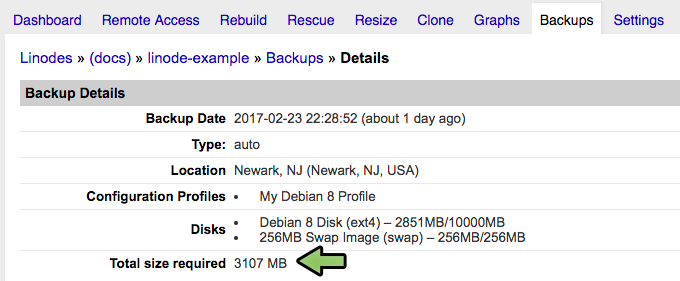 Dashboard Remote Access Rebuild Rescue Resize Clone Graphs Backups Settings
Linodes » (docs) » linode-example » Backups » Details
Backup Details
Backup Date 2017-02-23 22:28:52 (about 1 day ago)
Type: auto
Location Newark, NJ (Newark, NJ, USA)
Configuration Profiles • My Debian 8 Profile
Disks • Debian 8 Disk (ext4) – 2851MB/10000MB
• 256MB Swap Image (swap) – 256MB/256MB
Total size required 3107 MB